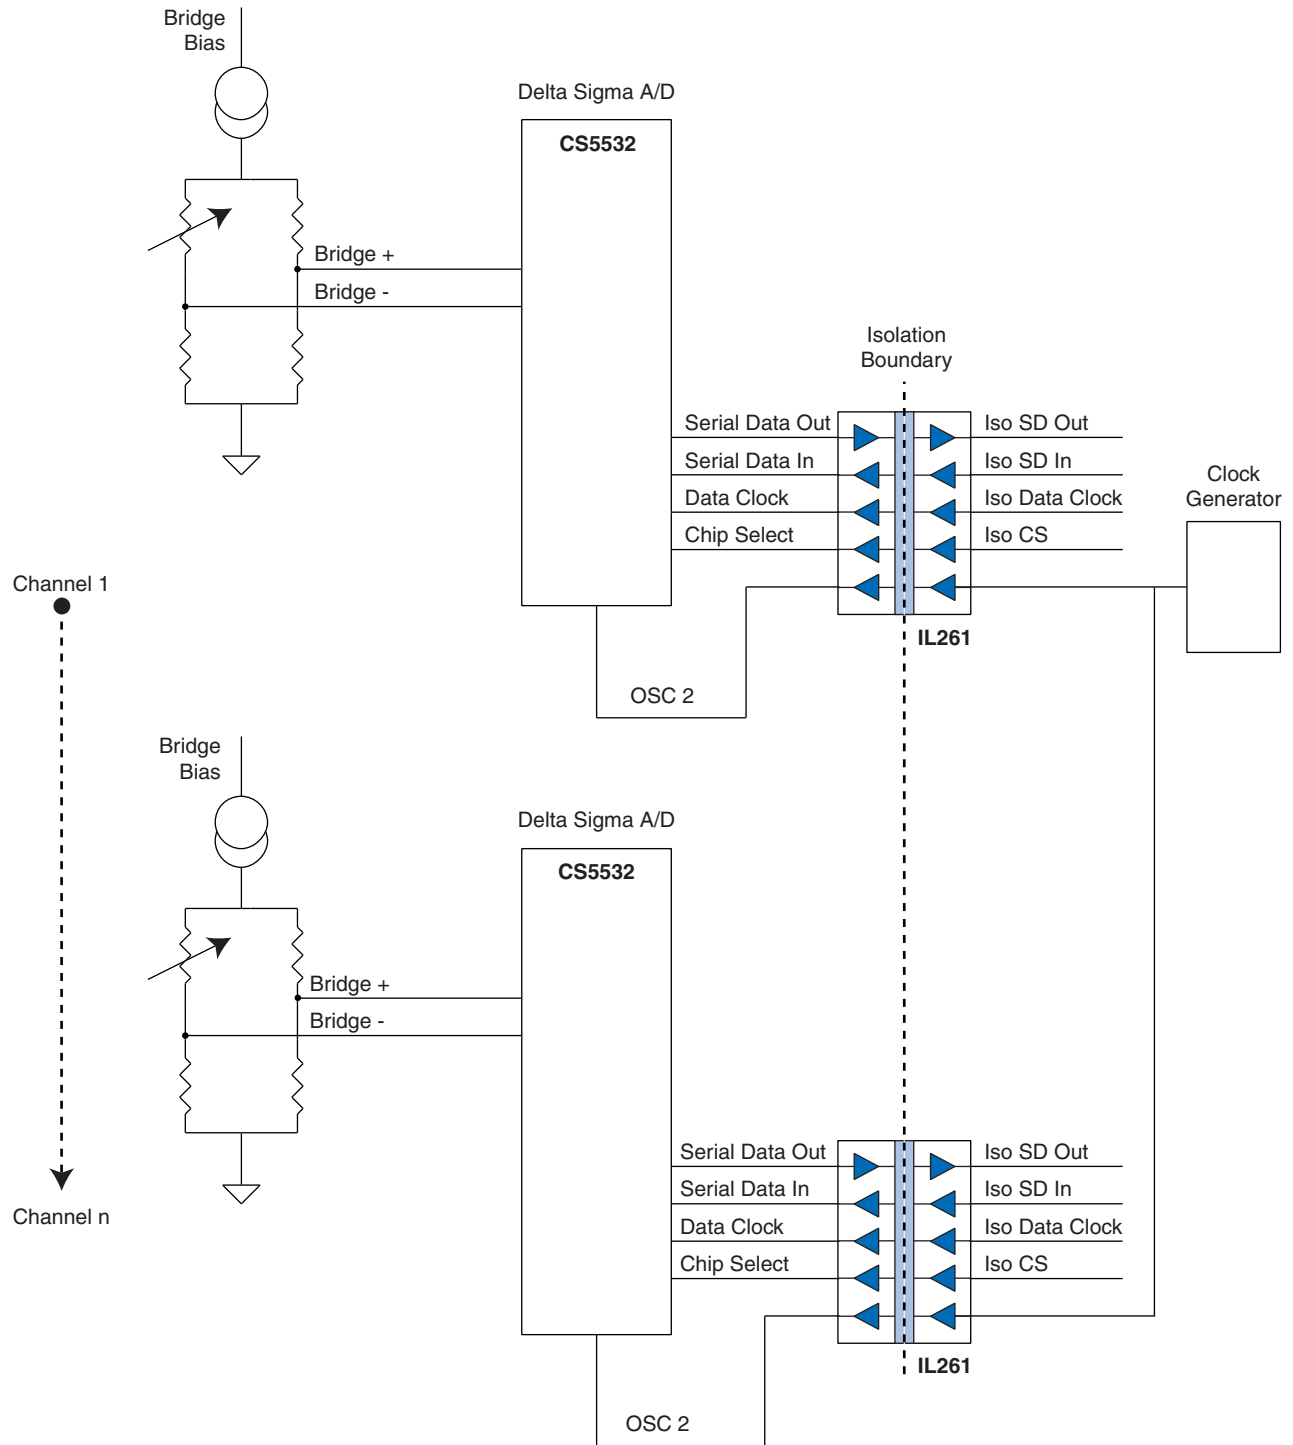 Bridge
Bias
Delta Sigma A/D
CS5532
Bridge +
Bridge -
Isolation
Boundary
Serial Data Out
Iso SD Out
Serial Data In
Iso SD In
Data Clock
Iso Data Clock
Chip Select
Iso CS
Clock
Generator
Channel 1
IL261
OSC 2
Bridge
Bias
Delta Sigma A/D
CS5532
Bridge +
Bridge -
Serial Data Out
Iso SD Out
Serial Data In
Iso SD In
Data Clock
Iso Data Clock
Chip Select
Iso CS
Channel n
IL261
OSC 2